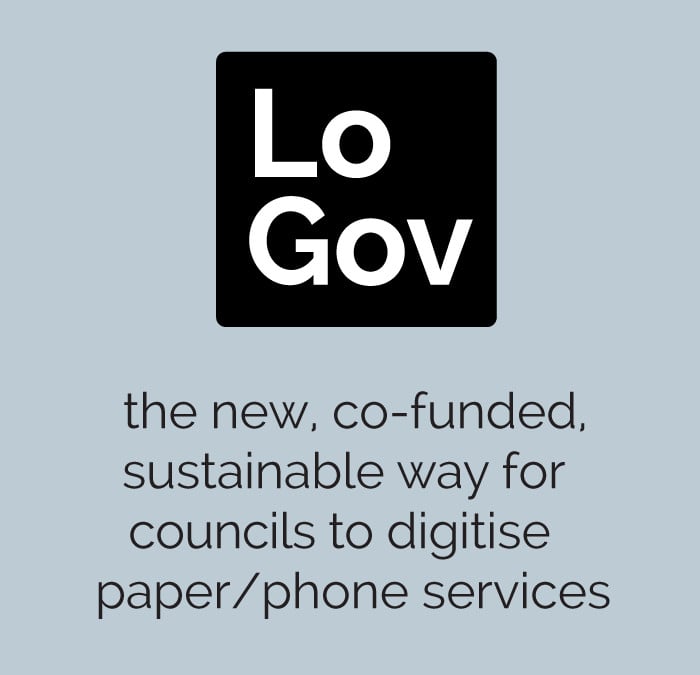 Lo
Gov
the new, co-funded,
sustainable way for
councils to digitise
paper/phone services